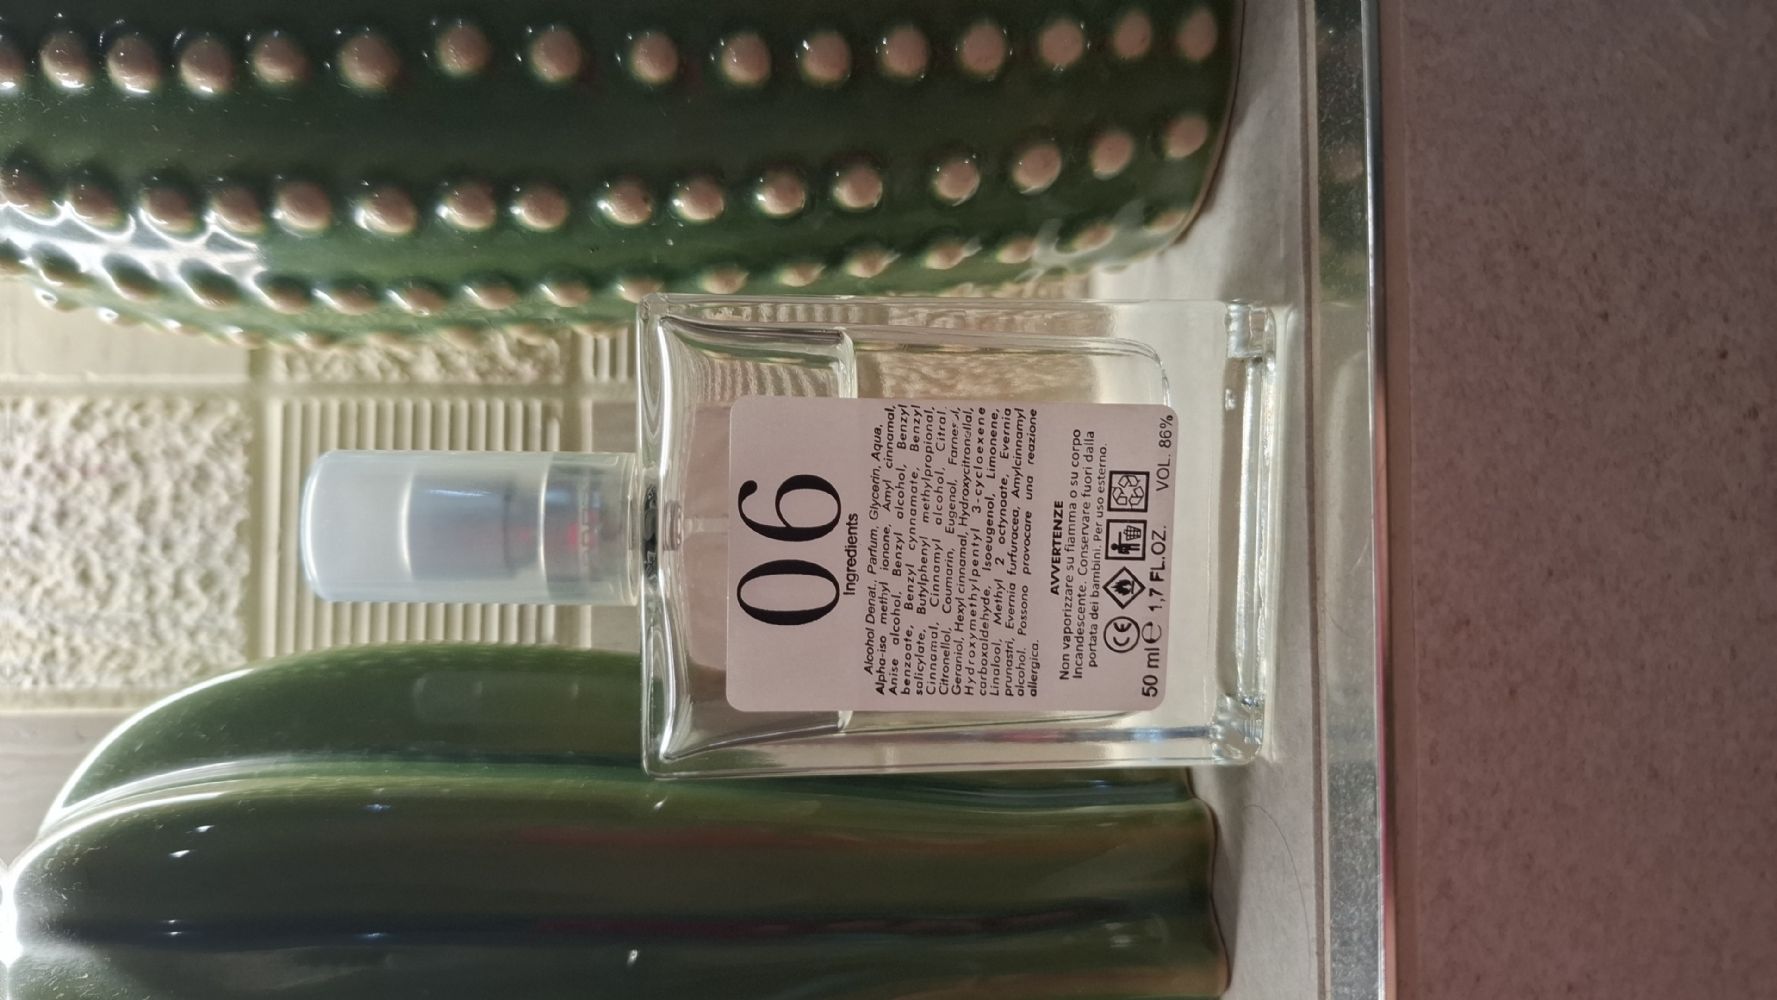 06
Ingredients
Alcohol Denat., Parfum, Glycerin, Aqua,
Alpha-iso methyl ionone, Amyl cinnamal,
Anise alcohol, Benzyl alcohol, Benzyl
benzoate, Benzyl cynnamate, Benzyl
salicylate, Butylphenyl methylpropional,
Cinnamal, Cinnamyl alcohol, Citral.
Citronellol, Coumarin, Eugenol, Farnesol,
Geraniol, Hexyl cinnamal, Hydroxycitronellal,
Hydroxymethylpentyl 3-cycloexene
carboxaldehyde, Isoeugenol, Limonene,
Linalool, Methyl 2 octynoate, Evernia
prunastri, Evernia furfuracea, Amylcinnamyl
alcohol. Possono provocare una reazione
allergica.
AVVERTENZE
Non vaporizzare su fiamma o su corpo
Incandescente. Conservare fuori dalla
portata dei bambini. Per uso esterno.
CE
50 ml ℮ 1,7 FL.OZ. VOL. 86%